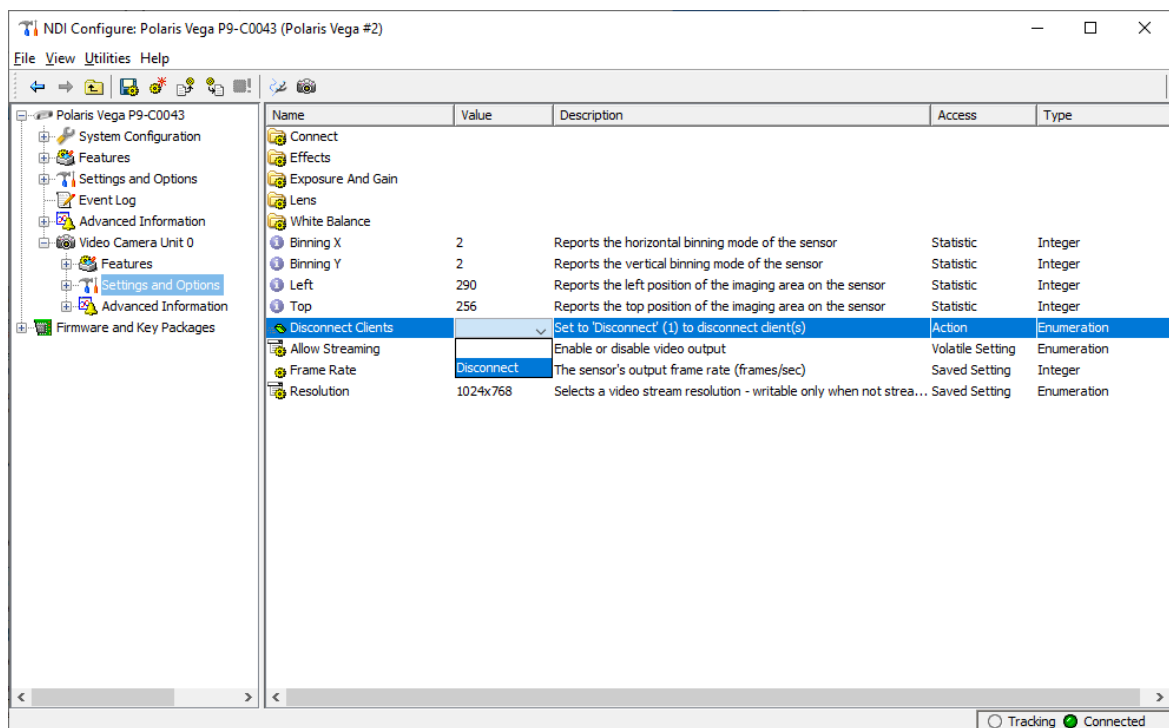 NDI Configure: Polaris Vega P9-C0043 (Polaris Vega #2)
File View Utilities Help
Polaris Vega P9-C0043
System Configuration
Features
Settings and Options
Event Log
Advanced Information
Video Camera Unit 0
Features
Settings and Options
Advanced Information
Firmware and Key Packages
Name Value Description Access Type
Connect
Effects
Exposure And Gain
Lens
White Balance
Binning X 2 Reports the horizontal binning mode of the sensor Statistic Integer
Binning Y 2 Reports the vertical binning mode of the sensor Statistic Integer
Left 290 Reports the left position of the imaging area on the sensor Statistic Integer
Top 256 Reports the top position of the imaging area on the sensor Statistic Integer
Disconnect Clients Set to 'Disconnect' (1) to disconnect client(s) Action Enumeration
Allow Streaming Enable or disable video output Volatile Setting Enumeration
Frame Rate Disconnect The sensor's output frame rate (frames/sec) Saved Setting Integer
Resolution 1024x768 Selects a video stream resolution - writable only when not strea... Saved Setting Enumeration
Tracking Connected